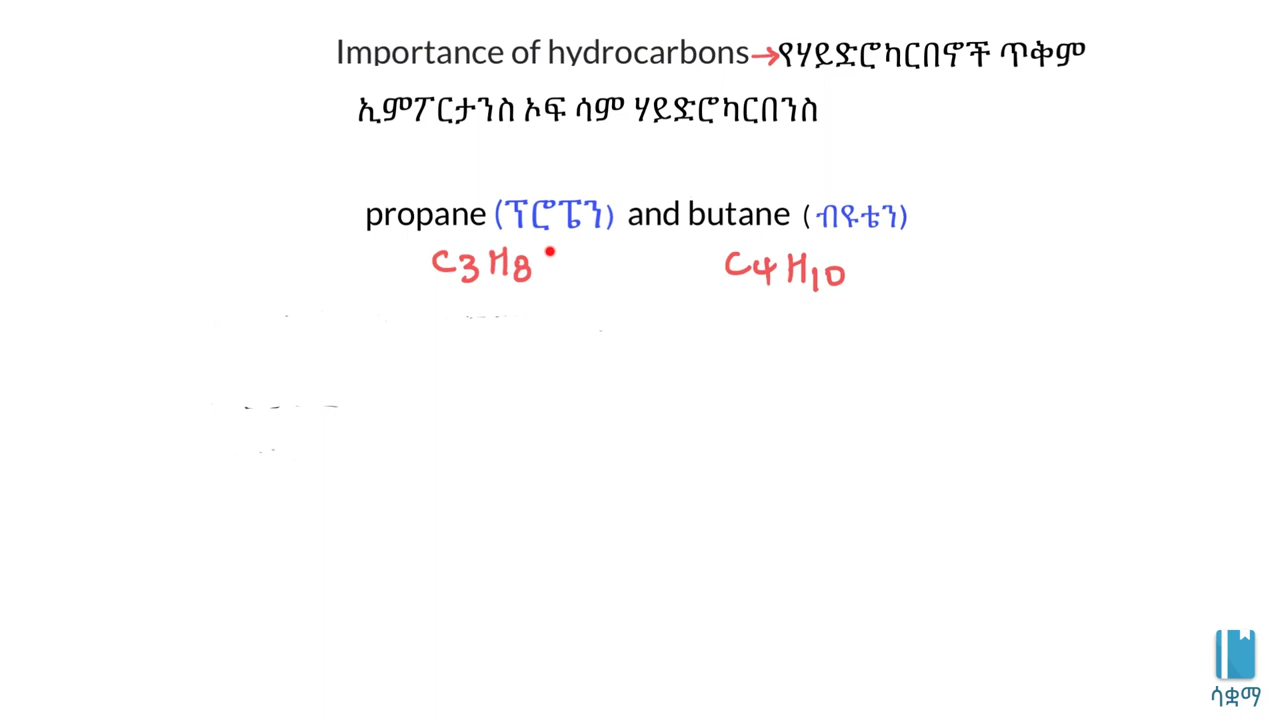 Importance of hydrocarbons→የሃይድሮካርበኖች ጥቅም
ኢምፖርታንስ ኦፍ ሳም ሃይድሮካርበንስ
propane (ፕሮፔን) and butane (ብዩቴን)
C3H8 C4H10
ሳቋማ